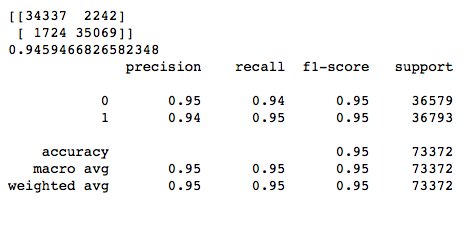 [[34337  2242]
 [ 1724 35069]]
0.9459466826582348
              precision    recall  f1-score   support

           0       0.95      0.94      0.95     36579
           1       0.94      0.95      0.95     36793

    accuracy                           0.95     73372
   macro avg       0.95      0.95      0.95     73372
weighted avg       0.95      0.95      0.95     73372